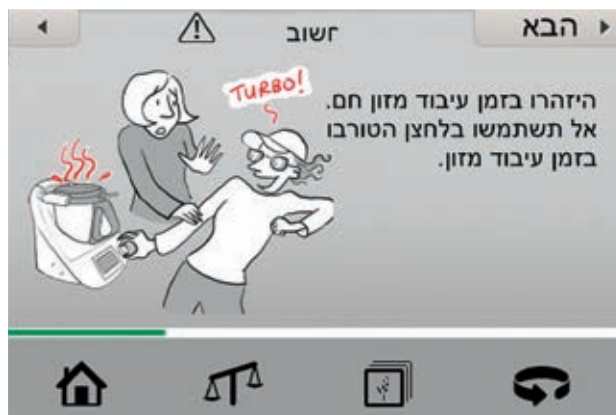 הבא
חשוב
TURBO!
היזהרו בזמן עיבוד מזון חם.
אל תשתמשו בלחצן הטורבו
בזמן עיבוד מזון.